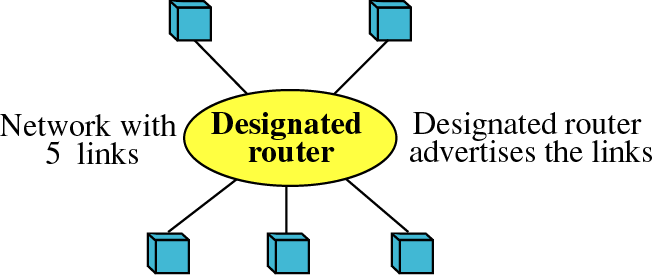 Network with
5 links
Designated
router
Designated router
advertises the links